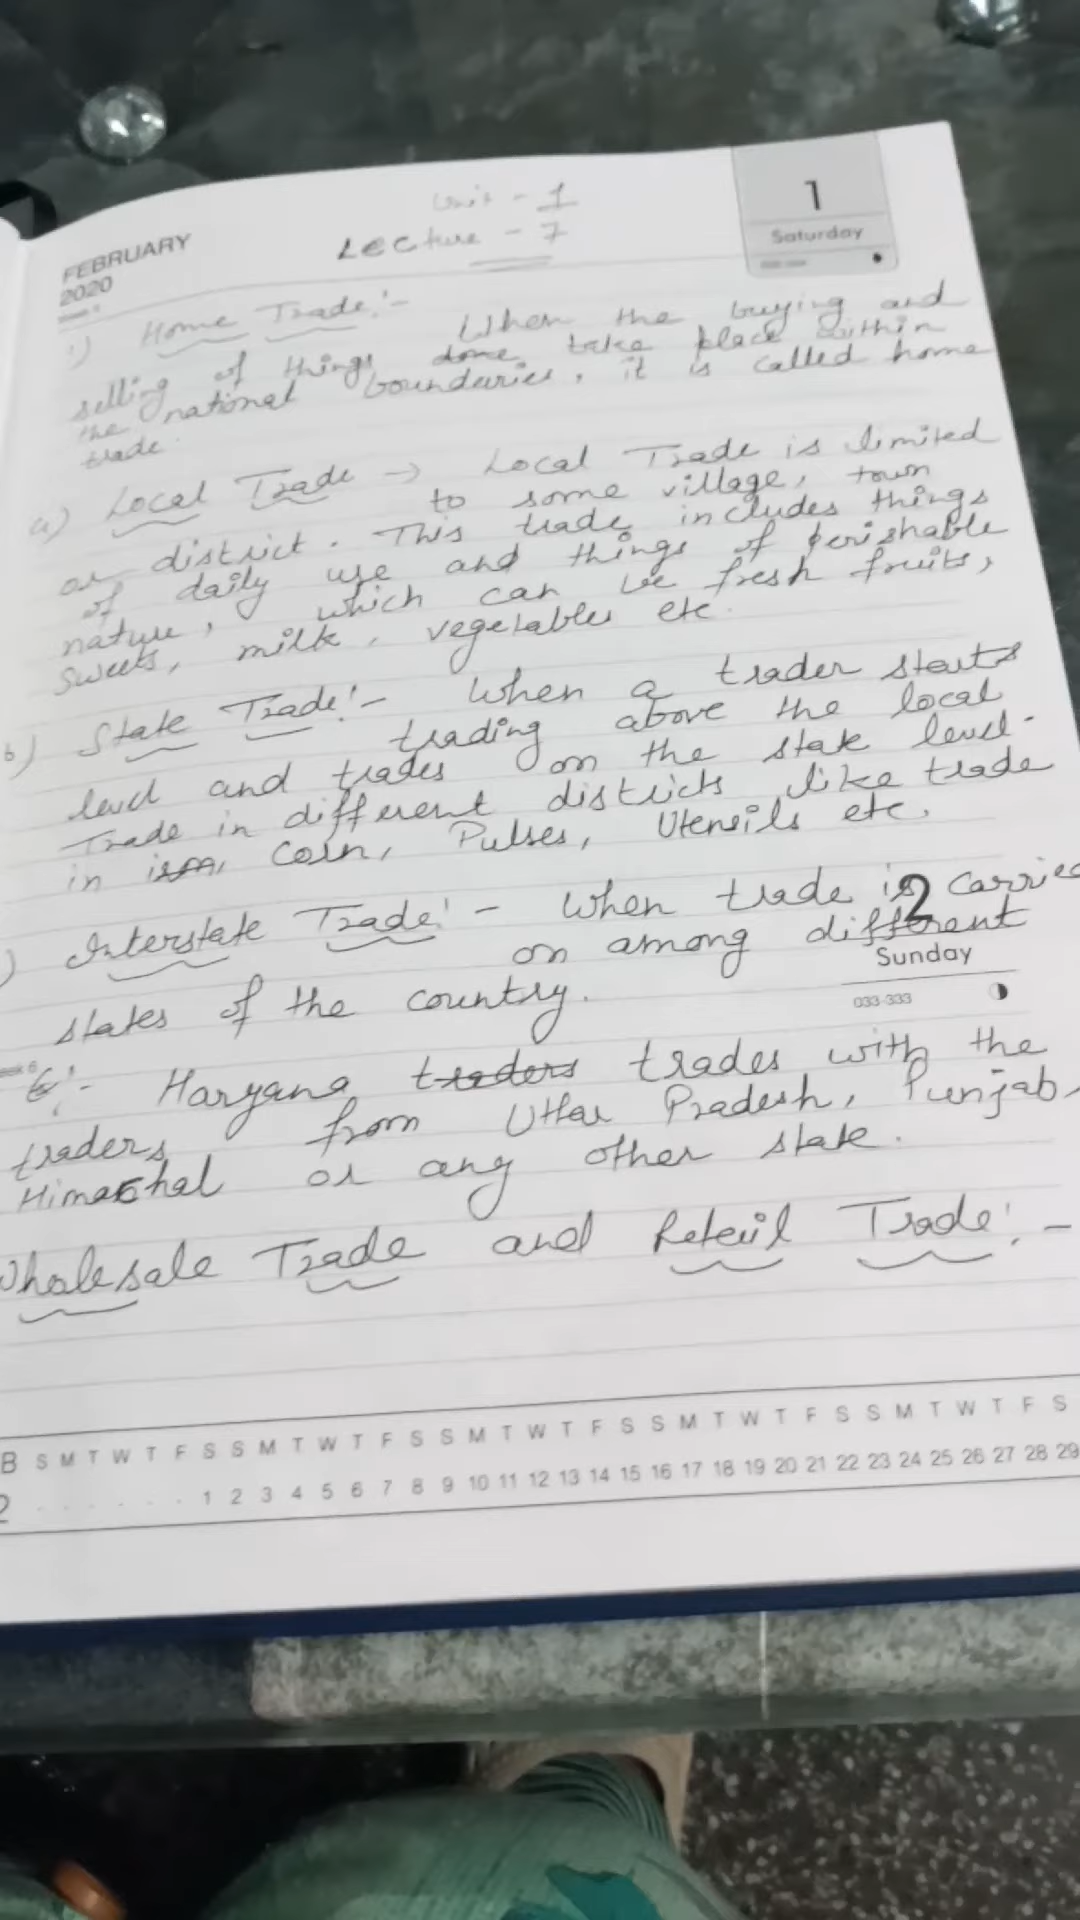 FEBRUARY
2020
1
Saturday
Unit - 1
Lecture - 7
1) Home Trade:- When the buying and
selling of things done take place within
the national boundaries, it is called home
trade.
a) Local Trade → Local Trade is limited
to some village, town
or district. This trade includes things
of daily use and things of perishable
nature, which can be fresh fruits,
sweets, milk, vegetables etc.
b) State Trade:- When a trader starts
trading above the local
level and trades on the state level.
Trade in different districts like trade
in corn, Pulses, Utensils etc.
) Interstate Trade:- When trade is carried
on among different
states of the country.
2
Sunday
033-333
Haryana traders trades with the
traders from Uttar Pradesh, Punjab,
Himachal or any other state.
Wholesale Trade and Reteil Trade:-
B S M T W T F S S M T W T F S S M T W T F S S M T W T F S
2 1 2 3 4 5 6 7 8 9 10 11 12 13 14 15 16 17 18 19 20 21 22 23 24 25 26 27 28 29